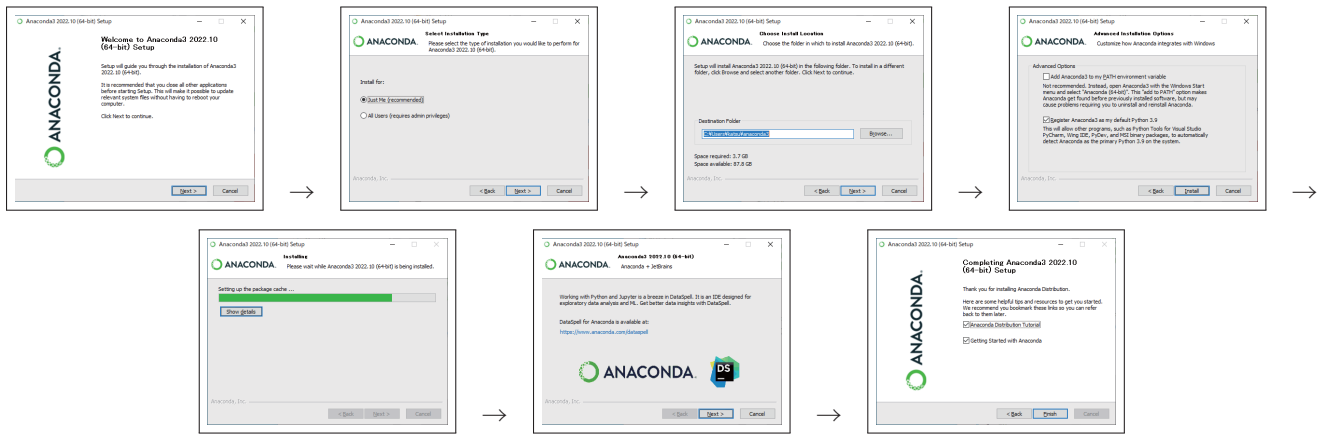 Anaconda3 2022.10 (64-bit) Setup
ANACONDA.
Welcome to Anaconda3 2022.10
(64-bit) Setup
Setup will guide you through the installation of Anaconda3
2022.10 (64-bit).
It is recommended that you close all other applications
before starting Setup. This will make it possible to update
relevant system files without having to reboot your
computer.
Click Next to continue.
Next >
Cancel
Anaconda3 2022.10 (64-bit) Setup
ANACONDA.
Select Installation Type
Please select the type of installation you would like to perform for
Anaconda3 2022.10 (64-bit).
Install for:
Just Me (recommended)
All Users (requires admin privileges)
Anaconda, Inc.
< Back
Next >
Cancel
Anaconda3 2022.10 (64-bit) Setup
ANACONDA.
Choose Install Location
Choose the folder in which to install Anaconda3 2022.10 (64-bit).
Setup will install Anaconda3 2022.10 (64-bit) in the following folder. To install in a different
folder, click Browse and select another folder. Click Next to continue.
Destination Folder
C:¥Users¥katsu¥anaconda3
Browse...
Space required: 3.7 GB
Space available: 87.8 GB
Anaconda, Inc.
< Back
Next >
Cancel
Anaconda3 2022.10 (64-bit) Setup
ANACONDA.
Advanced Installation Options
Customize how Anaconda integrates with Windows
Advanced Options
Add Anaconda3 to my PATH environment variable
Not recommended. Instead, open Anaconda3 with the Windows Start
menu and select "Anaconda (64-bit)". This "add to PATH" option makes
Anaconda get found before previously installed software, but may
cause problems requiring you to uninstall and reinstall Anaconda.
Register Anaconda3 as my default Python 3.9
This will allow other programs, such as Python Tools for Visual Studio
PyCharm, Wing IDE, PyDev, and MSI binary packages, to automatically
detect Anaconda as the primary Python 3.9 on the system.
Anaconda, Inc.
< Back
Install
Cancel
Anaconda3 2022.10 (64-bit) Setup
ANACONDA.
Installing
Please wait while Anaconda3 2022.10 (64-bit) is being installed.
Setting up the package cache ...
Show details
Anaconda, Inc.
< Back
Next >
Cancel
Anaconda3 2022.10 (64-bit) Setup
ANACONDA.
Anaconda3 2022.10 (64-bit)
Anaconda + JetBrains
Working with Python and Jupyter is a breeze in DataSpell. It is an IDE designed for
exploratory data analysis and ML. Get better data insights with DataSpell.
DataSpell for Anaconda is available at:
https://www.anaconda.com/dataspell
ANACONDA.
DS
Anaconda, Inc.
< Back
Next >
Cancel
Anaconda3 2022.10 (64-bit) Setup
ANACONDA.
Completing Anaconda3 2022.10
(64-bit) Setup
Thank you for installing Anaconda Distribution.
Here are some helpful tips and resources to get you started.
We recommend you bookmark these links so you can refer
back to them later.
Anaconda Distribution Tutorial
Getting Started with Anaconda
< Back
Finish
Cancel